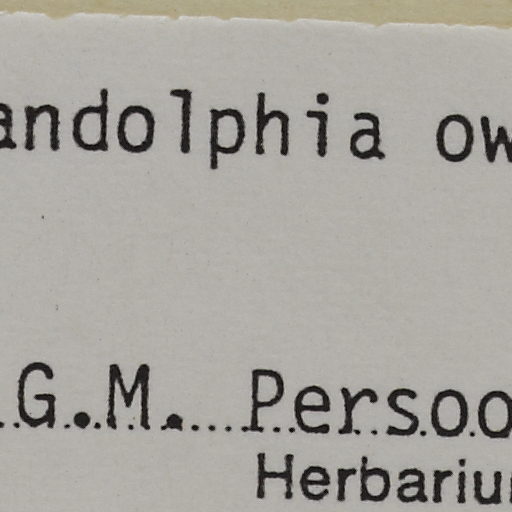 andolphia ow
G.M. Persoo
Herbariu